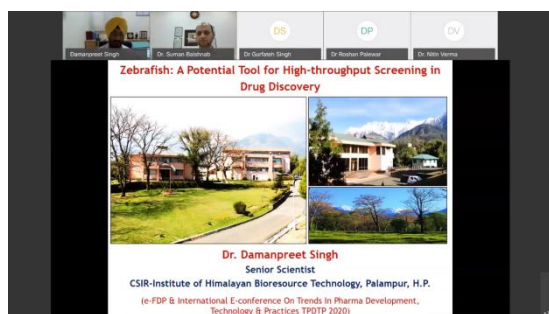 DS
DP
DV
Damanpreet Singh
Dr. Suman Baishnab
Dr Gurfateh Singh
Dr Roshan Palewar
Dr. Nitin Verma
Zebrafish: A Potential Tool for High-throughput Screening in
Drug Discovery
Dr. Damanpreet Singh
Senior Scientist
CSIR-Institute of Himalayan Bioresource Technology, Palampur, H.P.
(e-FDP & International E-conference On Trends In Pharma Development,
Technology & Practices TPDTP 2020)